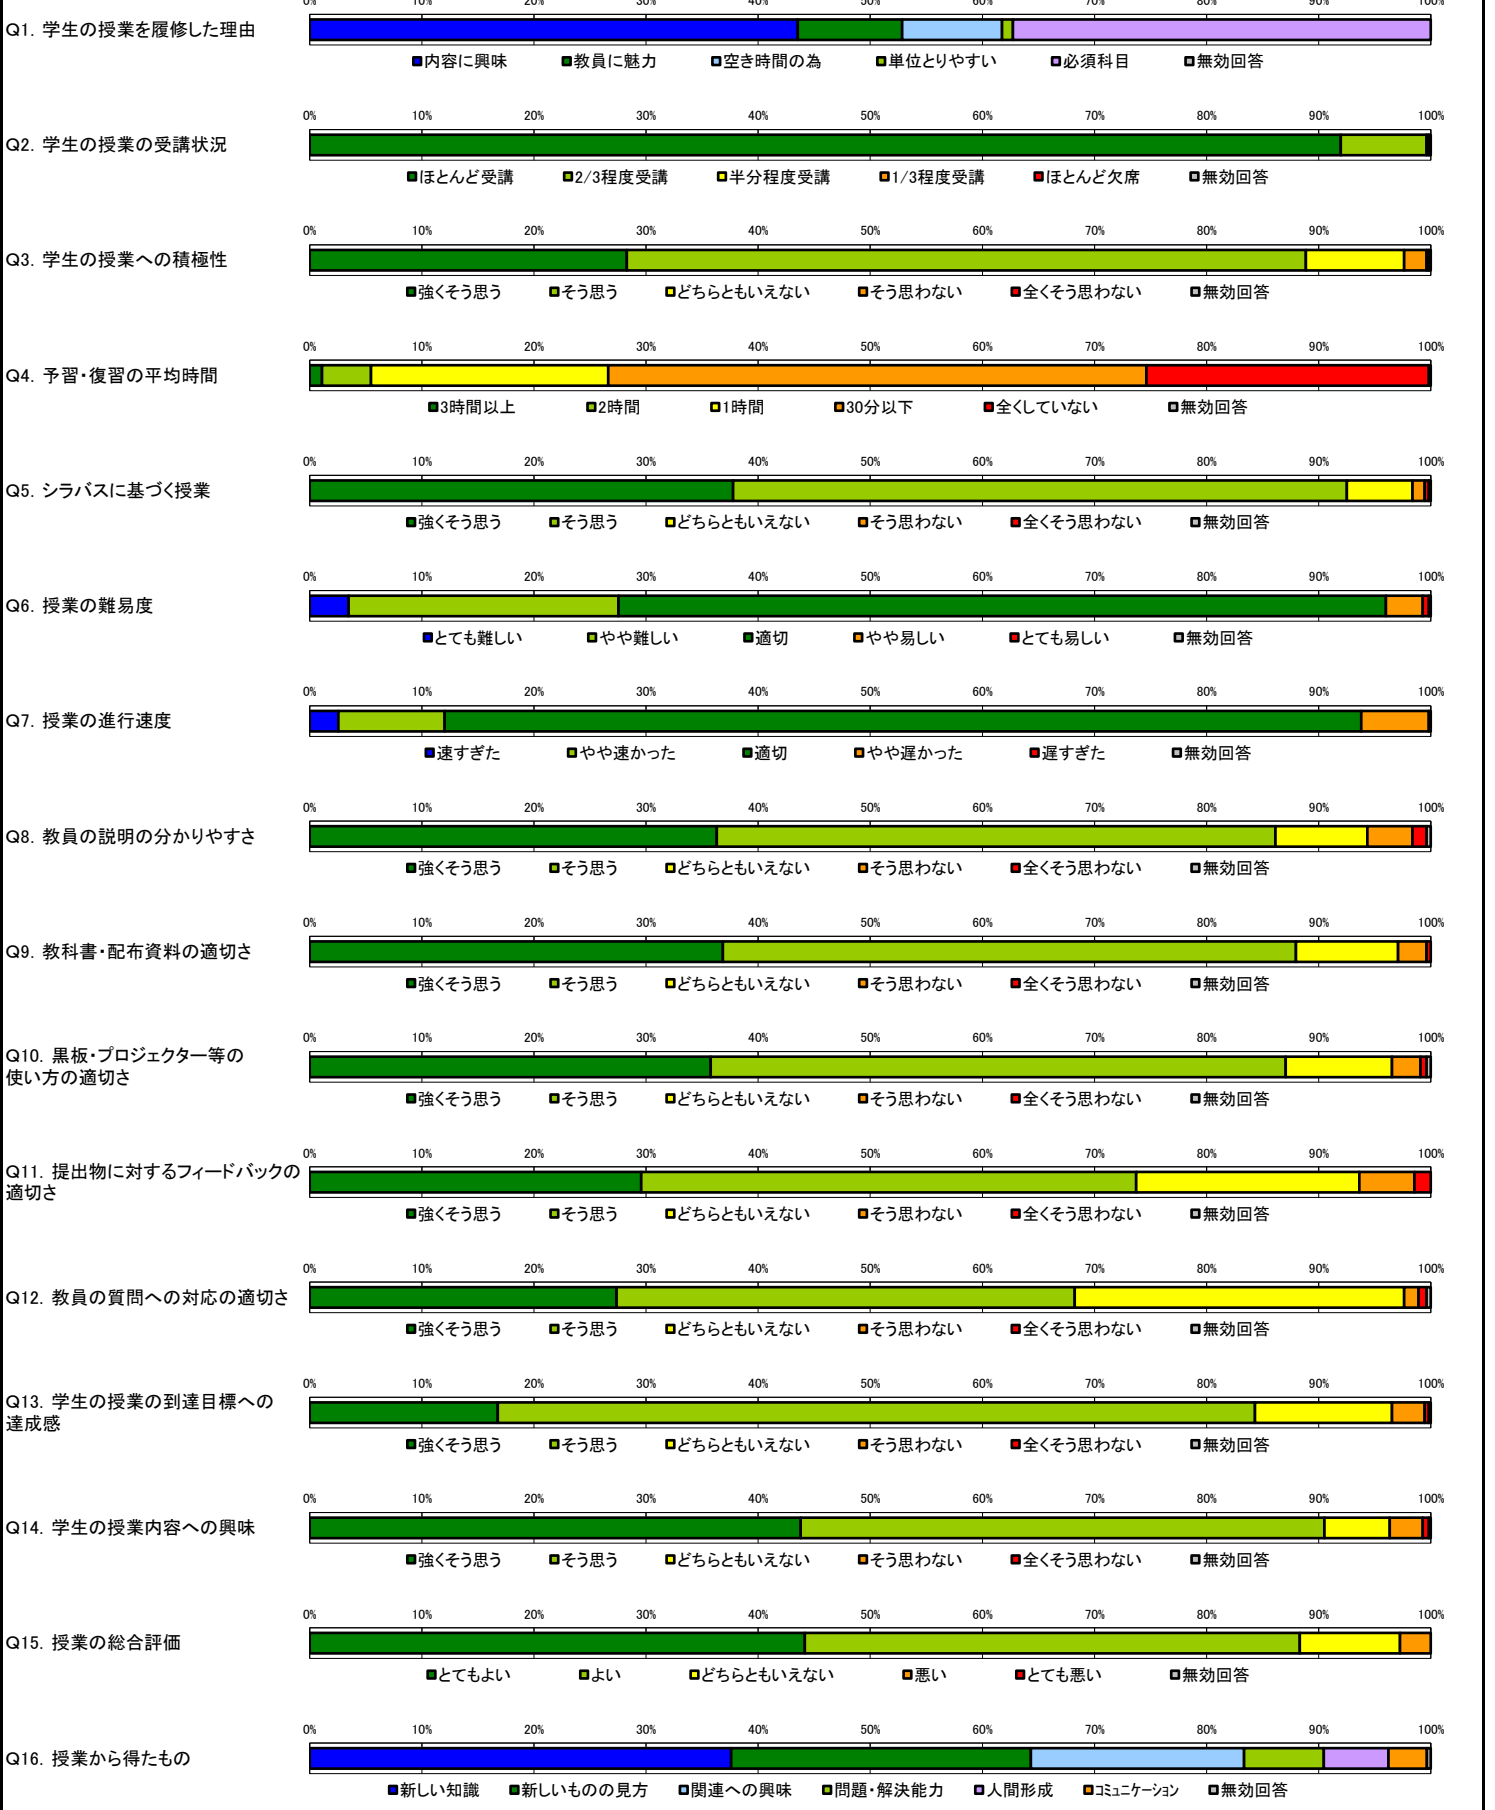 0% 10% 20% 30% 40% 50% 60% 70% 80% 90% 100%
Q1. 学生の授業を履修した理由
内容に興味 教員に魅力 空き時間の為 単位とりやすい 必須科目 無効回答
0% 10% 20% 30% 40% 50% 60% 70% 80% 90% 100%
Q2. 学生の授業の受講状況
ほとんど受講 2/3程度受講 半分程度受講 1/3程度受講 ほとんど欠席 無効回答
0% 10% 20% 30% 40% 50% 60% 70% 80% 90% 100%
Q3. 学生の授業への積極性
強くそう思う そう思う どちらともいえない そう思わない 全くそう思わない 無効回答
0% 10% 20% 30% 40% 50% 60% 70% 80% 90% 100%
Q4. 予習・復習の平均時間
3時間以上 2時間 1時間 30分以下 全くしていない 無効回答
0% 10% 20% 30% 40% 50% 60% 70% 80% 90% 100%
Q5. シラバスに基づく授業
強くそう思う そう思う どちらともいえない そう思わない 全くそう思わない 無効回答
0% 10% 20% 30% 40% 50% 60% 70% 80% 90% 100%
Q6. 授業の難易度
とても難しい やや難しい 適切 やや易しい とても易しい 無効回答
0% 10% 20% 30% 40% 50% 60% 70% 80% 90% 100%
Q7. 授業の進行速度
速すぎた やや速かった 適切 やや遅かった 遅すぎた 無効回答
0% 10% 20% 30% 40% 50% 60% 70% 80% 90% 100%
Q8. 教員の説明の分かりやすさ
強くそう思う そう思う どちらともいえない そう思わない 全くそう思わない 無効回答
0% 10% 20% 30% 40% 50% 60% 70% 80% 90% 100%
Q9. 教科書・配布資料の適切さ
強くそう思う そう思う どちらともいえない そう思わない 全くそう思わない 無効回答
0% 10% 20% 30% 40% 50% 60% 70% 80% 90% 100%
Q10. 黒板・プロジェクター等の
使い方の適切さ
強くそう思う そう思う どちらともいえない そう思わない 全くそう思わない 無効回答
0% 10% 20% 30% 40% 50% 60% 70% 80% 90% 100%
Q11. 提出物に対するフィードバックの
適切さ
強くそう思う そう思う どちらともいえない そう思わない 全くそう思わない 無効回答
0% 10% 20% 30% 40% 50% 60% 70% 80% 90% 100%
Q12. 教員の質問への対応の適切さ
強くそう思う そう思う どちらともいえない そう思わない 全くそう思わない 無効回答
0% 10% 20% 30% 40% 50% 60% 70% 80% 90% 100%
Q13. 学生の授業の到達目標への
達成感
強くそう思う そう思う どちらともいえない そう思わない 全くそう思わない 無効回答
0% 10% 20% 30% 40% 50% 60% 70% 80% 90% 100%
Q14. 学生の授業内容への興味
強くそう思う そう思う どちらともいえない そう思わない 全くそう思わない 無効回答
0% 10% 20% 30% 40% 50% 60% 70% 80% 90% 100%
Q15. 授業の総合評価
とてもよい よい どちらともいえない 悪い とても悪い 無効回答
0% 10% 20% 30% 40% 50% 60% 70% 80% 90% 100%
Q16. 授業から得たもの
新しい知識 新しいものの見方 関連への興味 問題・解決能力 人間形成 ｺﾐｭﾆｹｰｼｮﾝ 無効回答